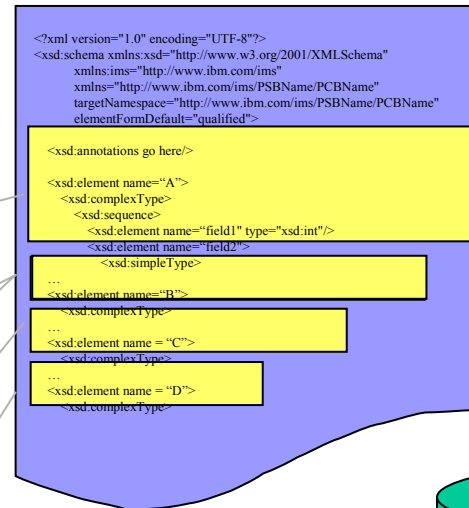 <?xml version="1.0" encoding="UTF-8"?>
<xsd:schema xmlns:xsd="http://www.w3.org/2001/XMLSchema"
xmlns:ims="http://www.ibm.com/ims"
xmlns="http://www.ibm.com/ims/PSBName/PCBName"
targetNamespace="http://www.ibm.com/ims/PSBName/PCBName"
elementFormDefault="qualified">
<xsd:annotations go here/>
<xsd:element name=“A”>
<xsd:complexType>
<xsd:sequence>
<xsd:element name=“field1" type="xsd:int"/>
<xsd:element name=“field2">
<xsd:simpleType>
…
<xsd:element name=“B”>
<xsd:complexType>
…
<xsd:element name = “C”>
<xsd:complexType>
…
<xsd:element name = “D”>
<xsd:complexType>